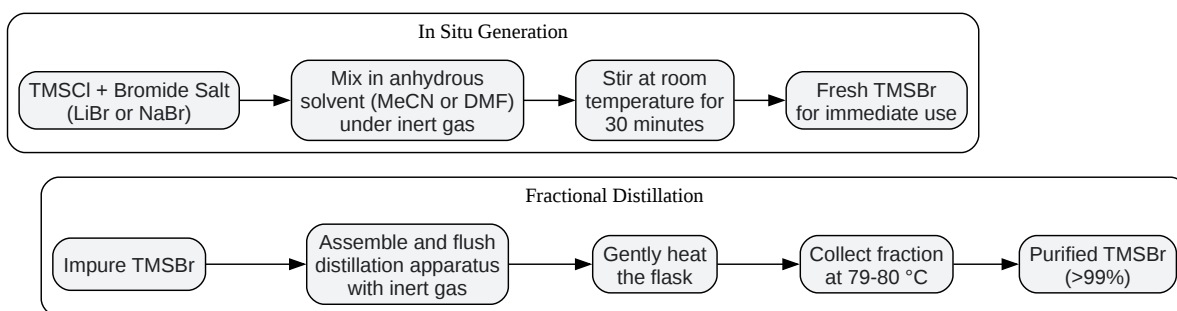 In Situ Generation
TMSCl + Bromide Salt
(LiBr or NaBr)
Mix in anhydrous
solvent (MeCN or DMF)
under inert gas
Stir at room
temperature for
30 minutes
Fresh TMSBr
for immediate use
Fractional Distillation
Impure TMSBr
Assemble and flush
distillation apparatus
with inert gas
Gently heat
the flask
Collect fraction
at 79-80 °C
Purified TMSBr
(>99%)